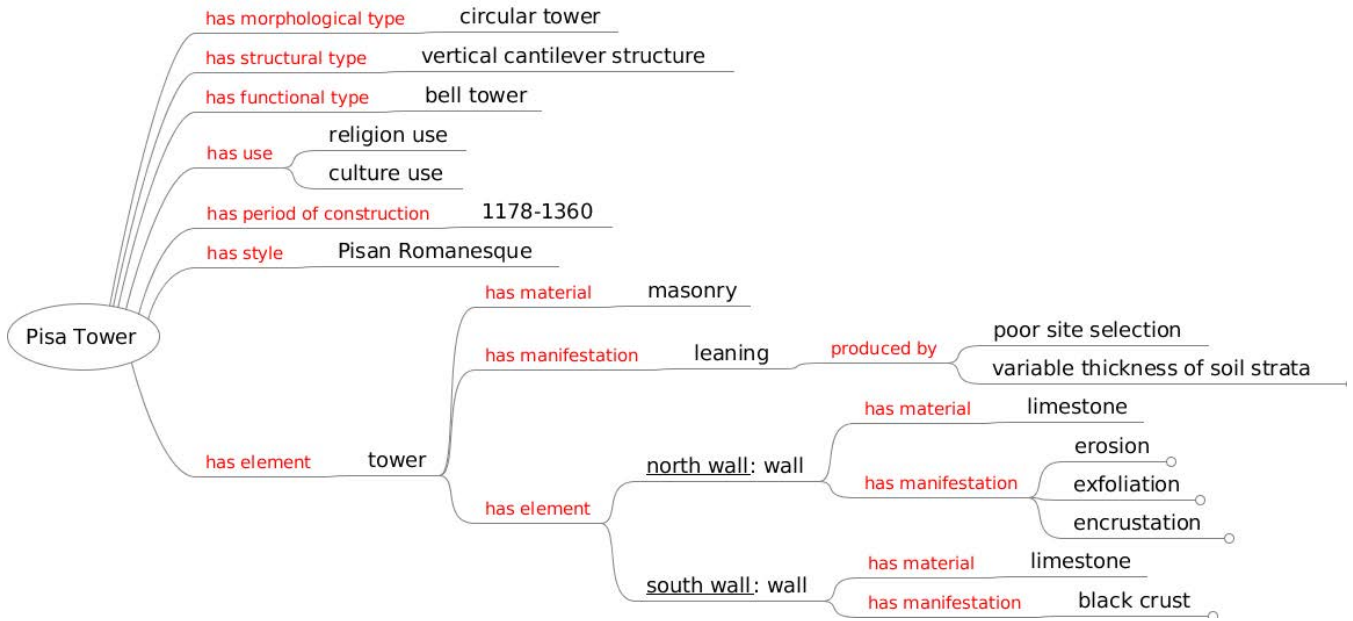 has morphological type circular tower
has structural type vertical cantilever structure
has functional type bell tower
has use
religion use
culture use
has period of construction 1178-1360
has style Pisan Romanesque
Pisa Tower
has element tower
has material masonry
has manifestation leaning produced by
poor site selection
variable thickness of soil strata
has element
north wall: wall
has material limestone
has manifestation
erosion
exfoliation
encrustation
south wall: wall
has material limestone
has manifestation black crust